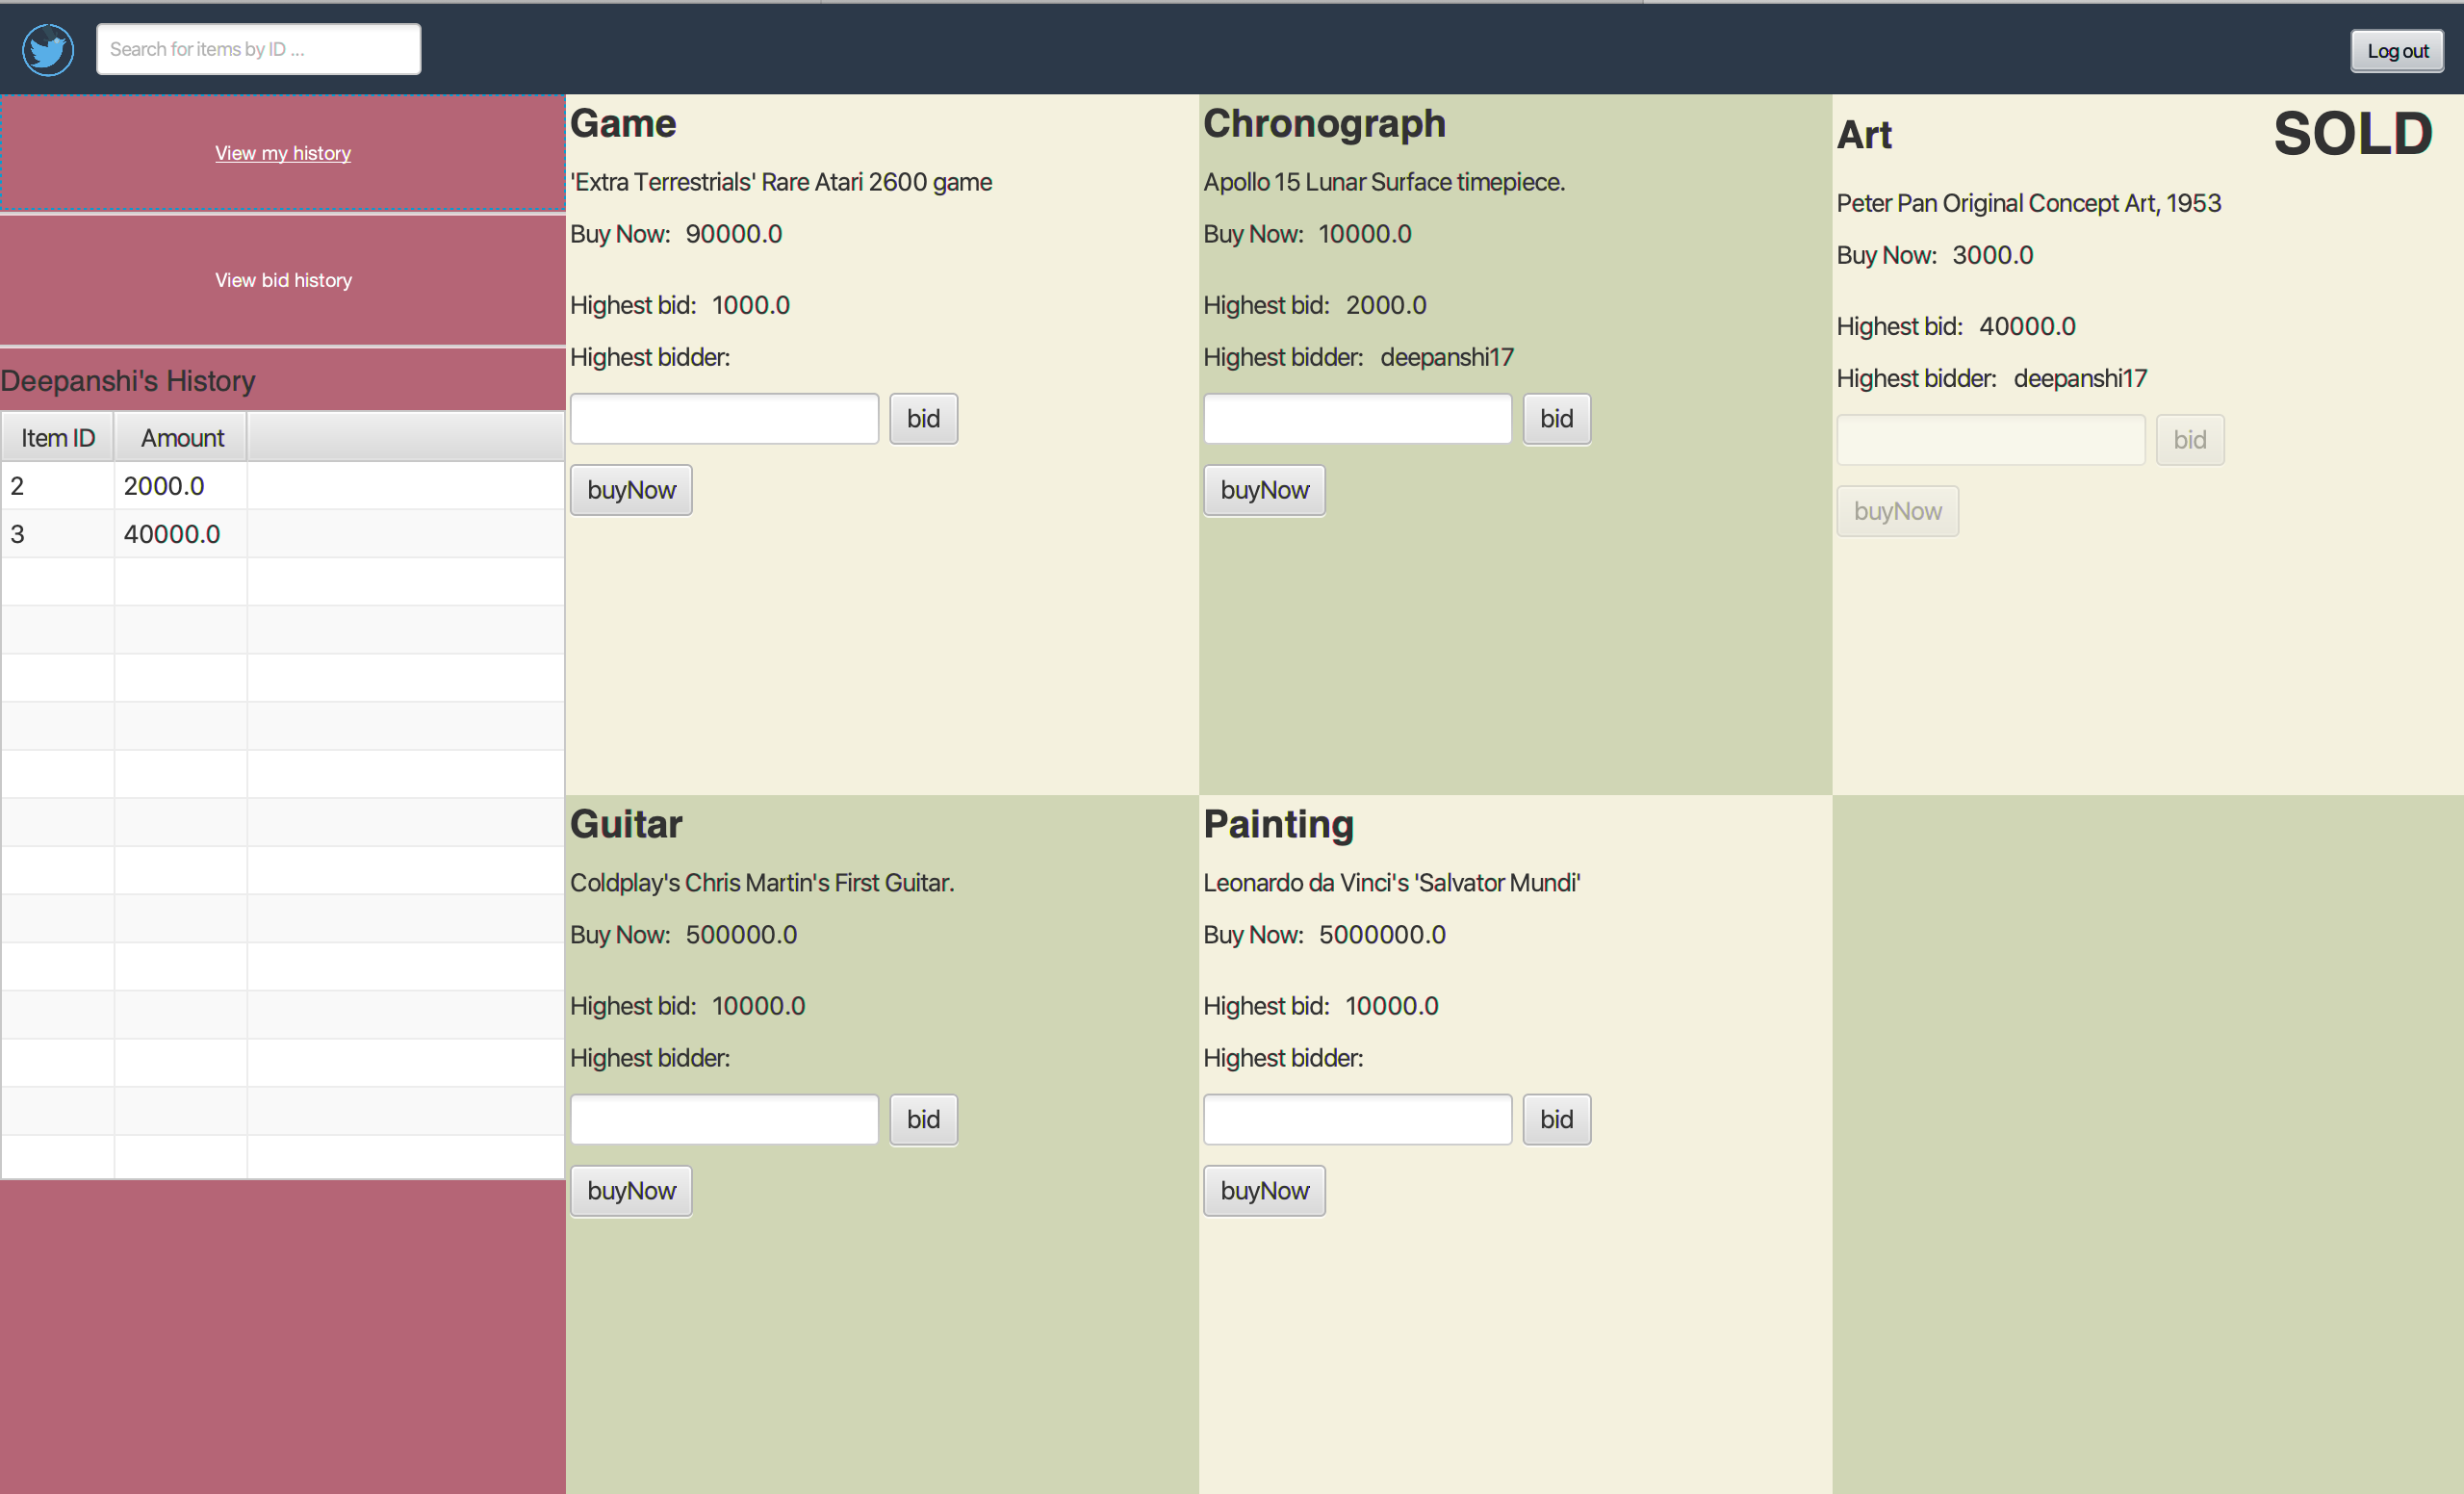 Search for items by ID ...
Log out
View my history
View bid history
Deepanshi's History
Item ID Amount
2 2000.0
3 40000.0
Game
'Extra Terrestrials' Rare Atari 2600 game
Buy Now: 90000.0
Highest bid: 1000.0
Highest bidder:
bid
buyNow
Chronograph
Apollo 15 Lunar Surface timepiece.
Buy Now: 10000.0
Highest bid: 2000.0
Highest bidder: deepanshi17
bid
buyNow
Art SOLD
Peter Pan Original Concept Art, 1953
Buy Now: 3000.0
Highest bid: 40000.0
Highest bidder: deepanshi17
bid
buyNow
Guitar
Coldplay's Chris Martin's First Guitar.
Buy Now: 500000.0
Highest bid: 10000.0
Highest bidder:
bid
buyNow
Painting
Leonardo da Vinci's 'Salvator Mundi'
Buy Now: 5000000.0
Highest bid: 10000.0
Highest bidder:
bid
buyNow